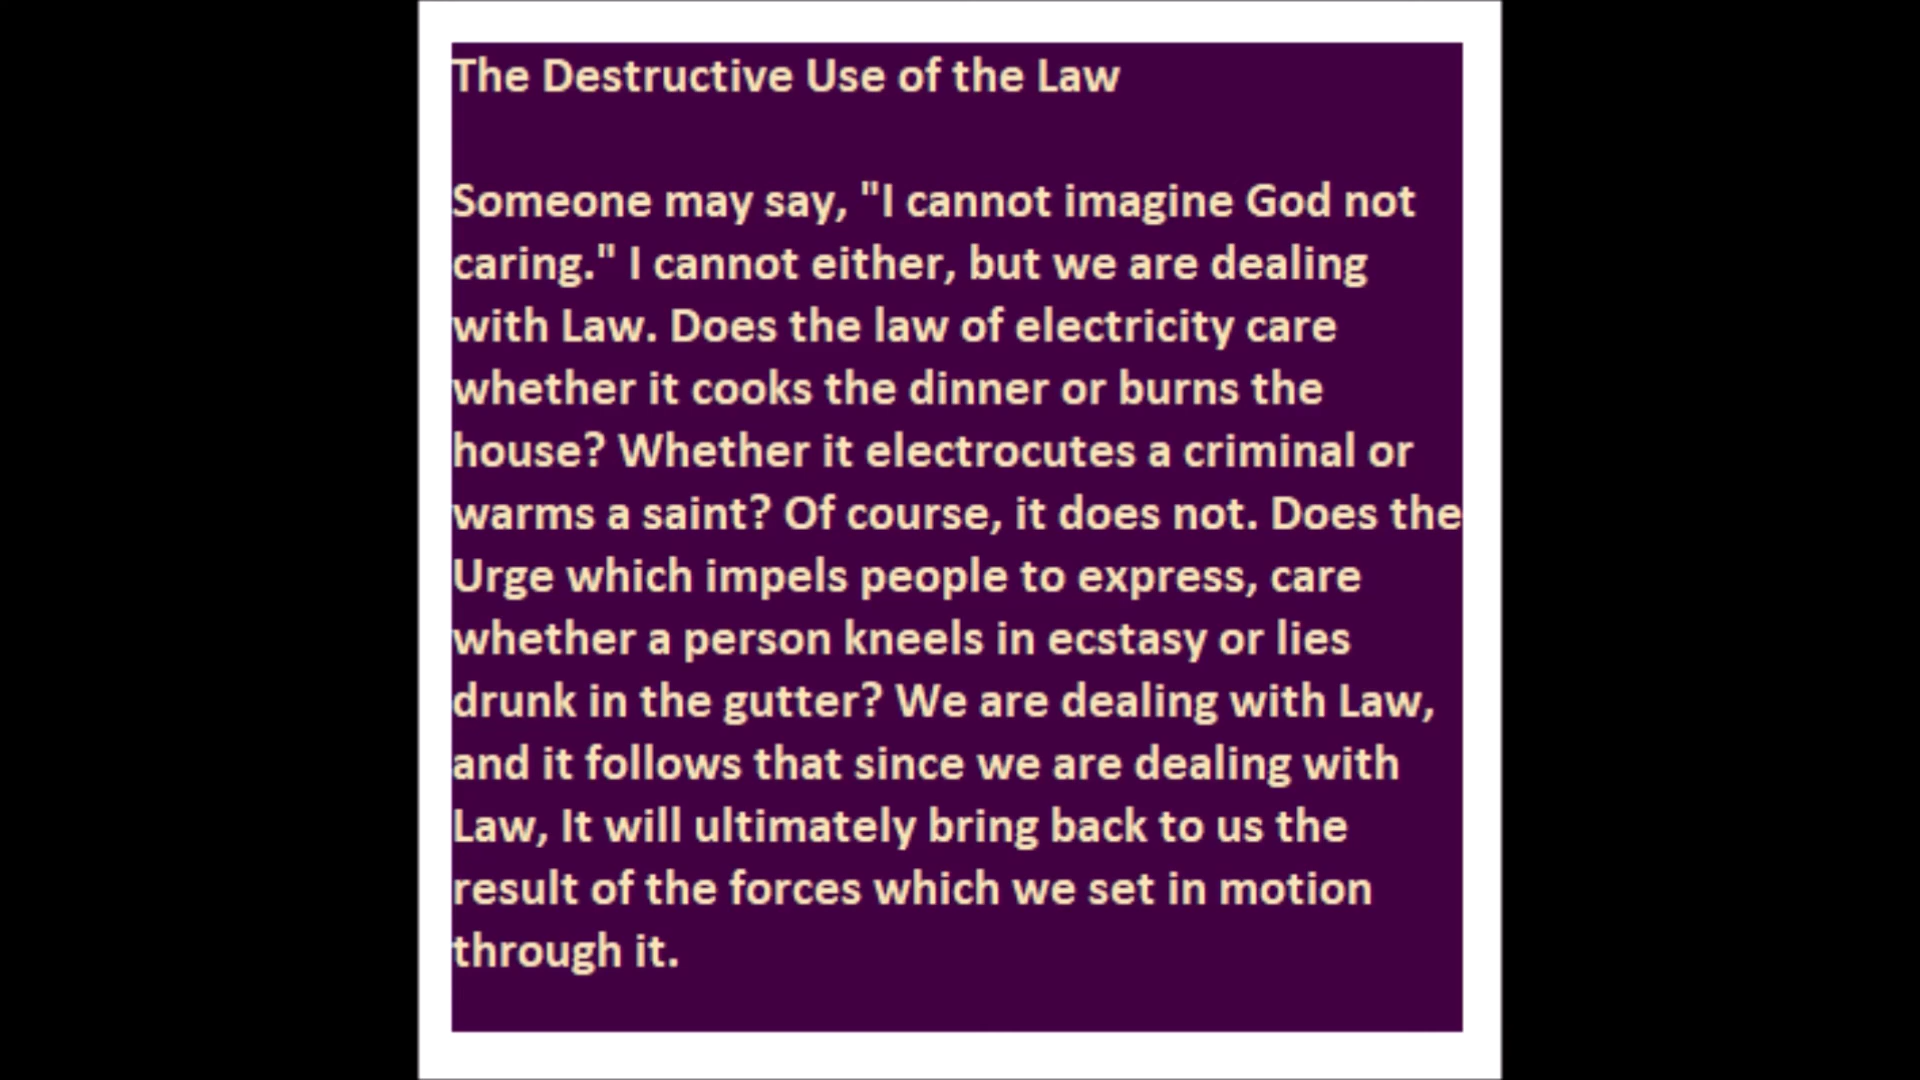 The Destructive Use of the Law
Someone may say, "I cannot imagine God not
caring." I cannot either, but we are dealing
with Law. Does the law of electricity care
whether it cooks the dinner or burns the
house? Whether it electrocutes a criminal or
warms a saint? Of course, it does not. Does the
Urge which impels people to express, care
whether a person kneels in ecstasy or lies
drunk in the gutter? We are dealing with Law,
and it follows that since we are dealing with
Law, It will ultimately bring back to us the
result of the forces which we set in motion
through it.